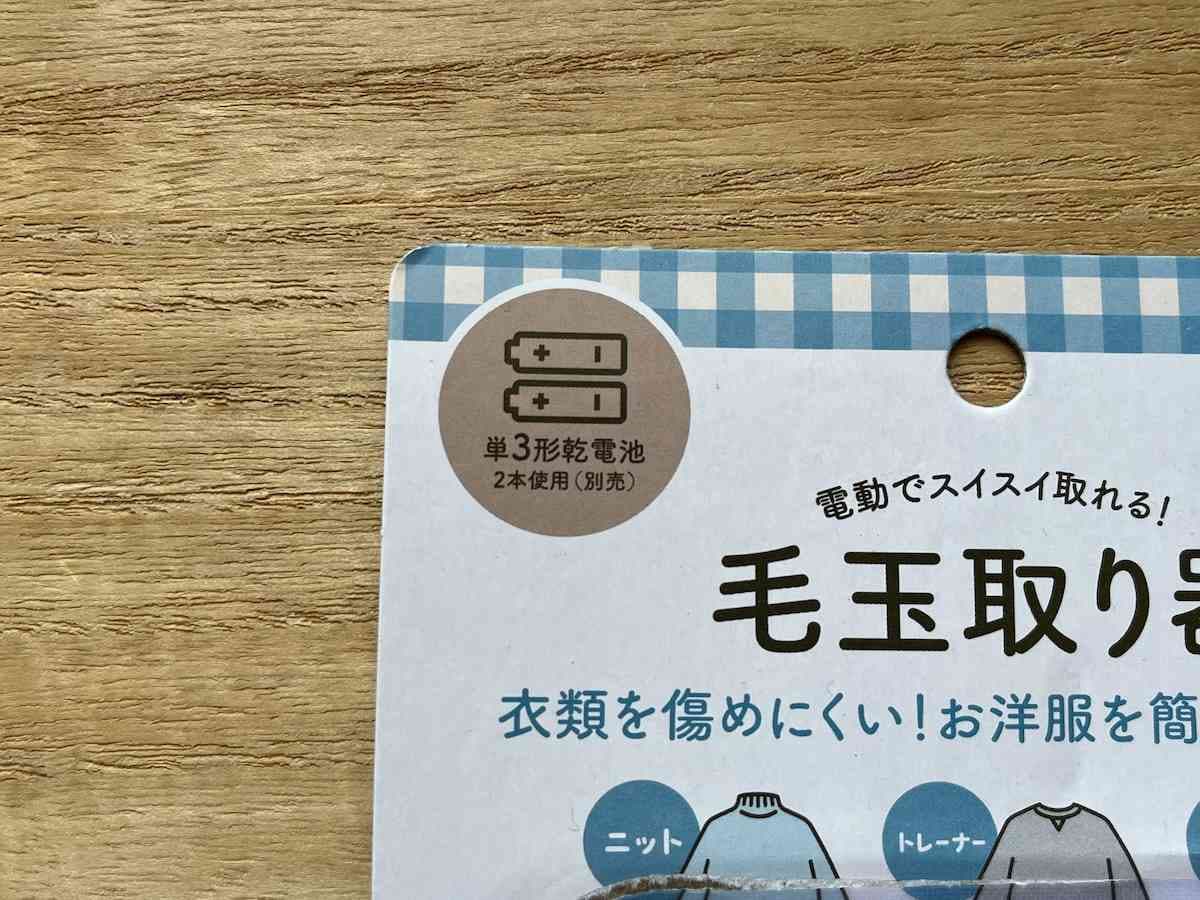 単3形乾電池
2本使用(別売)
電動でスイスイ取れる!
毛玉取り
衣類を傷めにくい!お洋服を簡
ニット
トレーナー